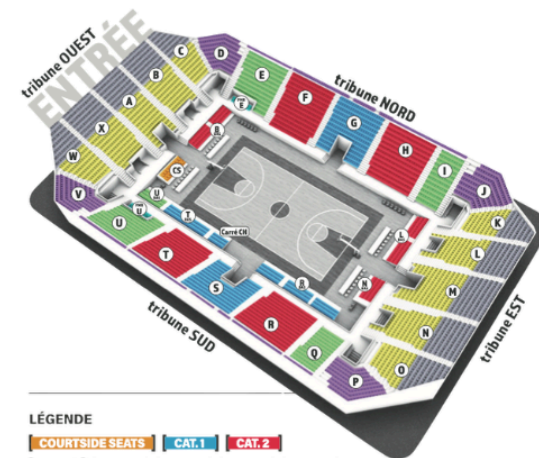 tribune OUEST
ENTRÉE
tribune NORD
C
D
B
E
A
F
X
G
W
H
V
I
E
B
CS
U
U
T
Carré CH
J
K
L
L
M
N
N
O
U
T
S
R
R
Q
P
tribune SUD
tribune EST
LÉGENDE
COURTSIDE SEATS CAT. 1 CAT. 2